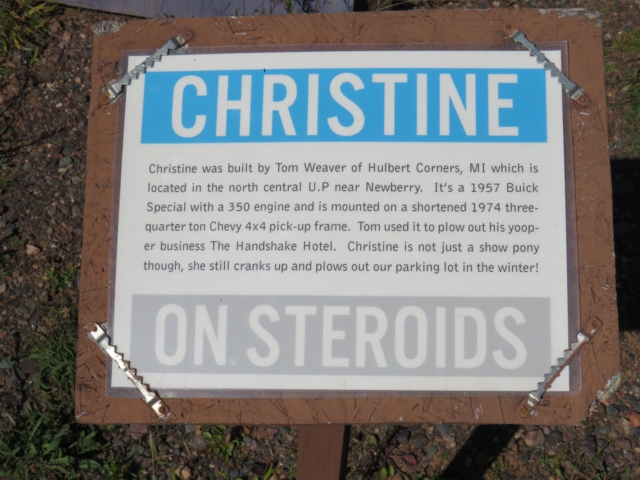 CHRISTINE
Christine was built by Tom Weaver of Hulbert Corners, MI which is
located in the north central U.P near Newberry. It's a 1957 Buick
Special with a 350 engine and is mounted on a shortened 1974 three-
quarter ton Chevy 4x4 pick-up frame. Tom used it to plow out his yoop-
er business The Handshake Hotel. Christine is not just a show pony
though, she still cranks up and plows out our parking lot in the winter!
ON STEROIDS